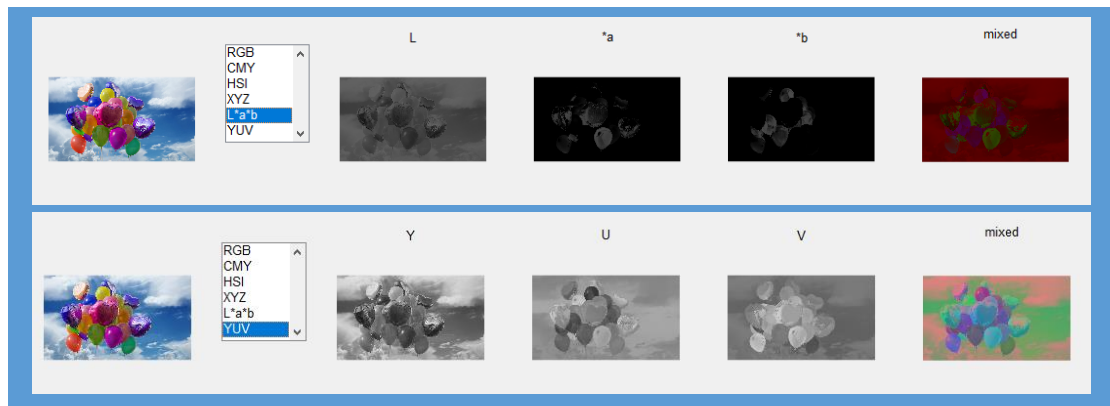 L *a *b mixed
RGB
CMY
HSI
XYZ
L*a*b
YUV
Y U V mixed
RGB
CMY
HSI
XYZ
L*a*b
YUV